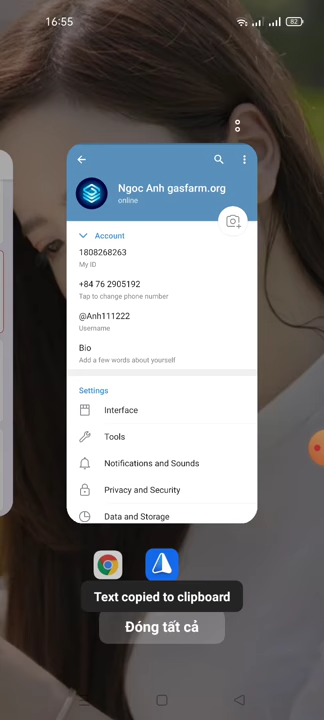 16:55
82
Ngoc Anh gasfarm.org
online
Account
1808268263
My ID
+84 76 2905192
Tap to change phone number
@Anh111222
Username
Bio
Add a few words about yourself
Settings
Interface
Tools
Notifications and Sounds
Privacy and Security
Data and Storage
Text copied to clipboard
Đóng tất cả